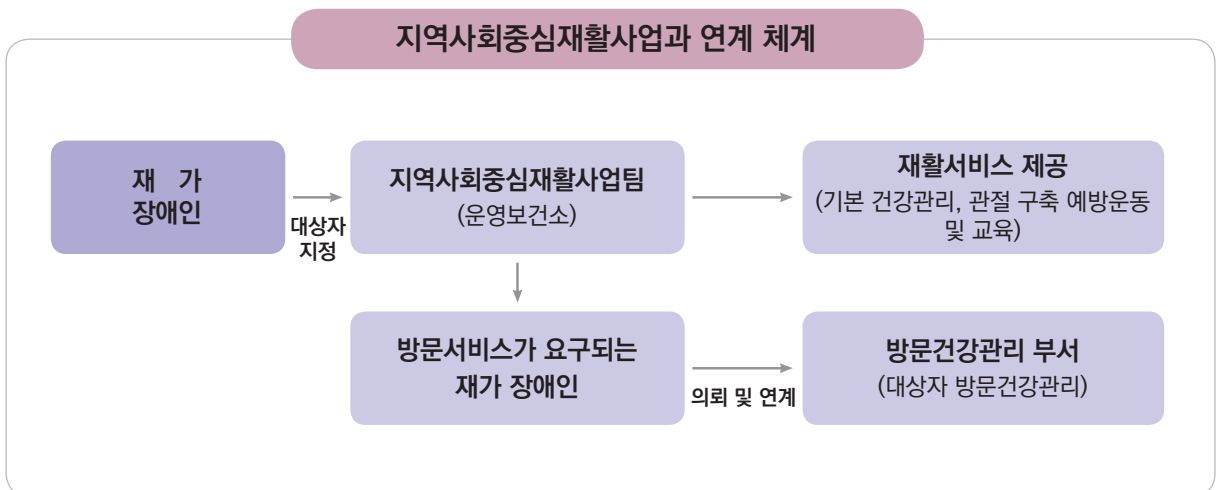 지역사회중심재활사업과 연계 체계
재 가
장애인
대상자
지정
지역사회중심재활사업팀
(운영보건소)
재활서비스 제공
(기본 건강관리, 관절 구축 예방운동
및 교육)
방문서비스가 요구되는
재가 장애인
의뢰 및 연계
방문건강관리 부서
(대상자 방문건강관리)